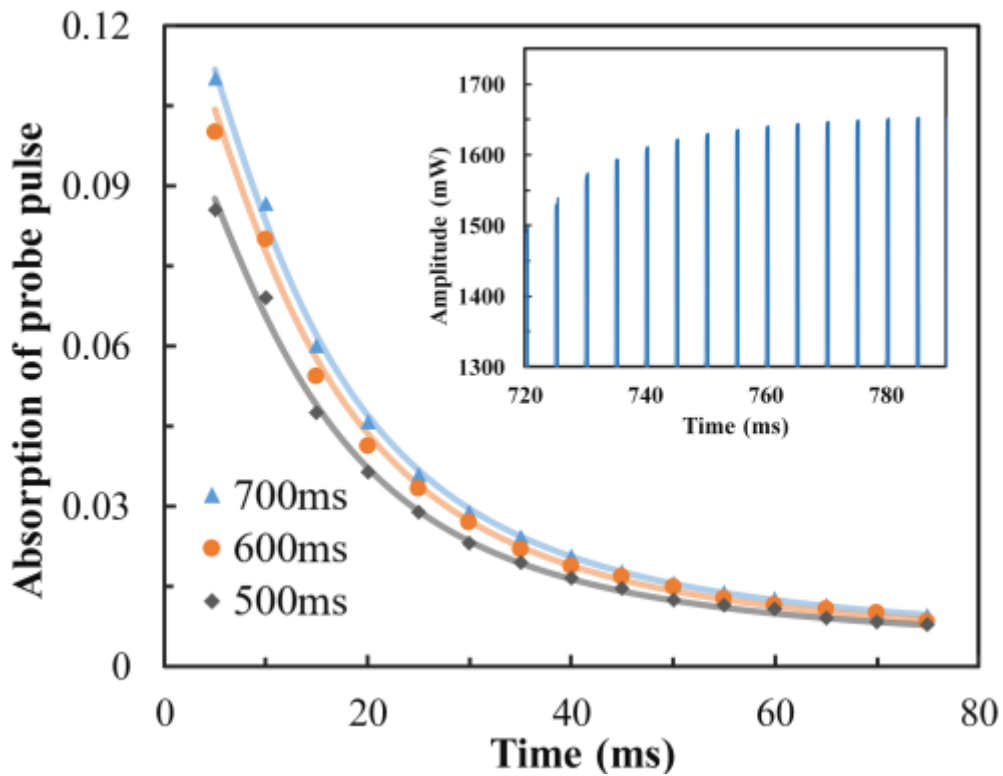 0.12
0.09
0.06
0.03
0
Absorption of probe pulse
1700
1600
1500
1400
1300
Amplitude (mW)
720
740
760
780
Time (ms)
700ms
600ms
500ms
0
20
40
60
80
Time (ms)